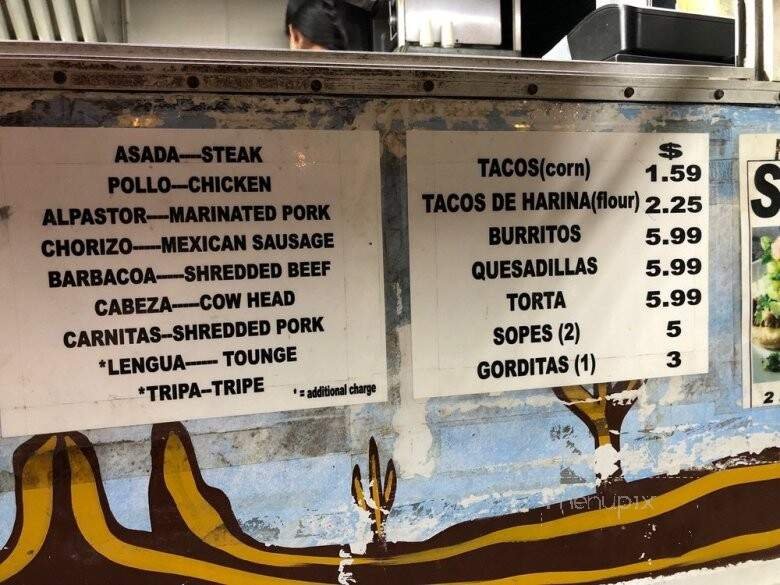 ASADA---STEAK
POLLO--CHICKEN
ALPASTOR---MARINATED PORK
CHORIZO----MEXICAN SAUSAGE
BARBACOA----SHREDDED BEEF
CABEZA----COW HEAD
CARNITAS--SHREDDED PORK
*LENGUA----- TOUNGE
*TRIPA--TRIPE
* = additional charge
$
TACOS(corn) 1.59
TACOS DE HARINA(flour) 2.25
BURRITOS 5.99
QUESADILLAS 5.99
TORTA 5.99
SOPES (2) 5
GORDITAS (1) 3
S
2
menupix